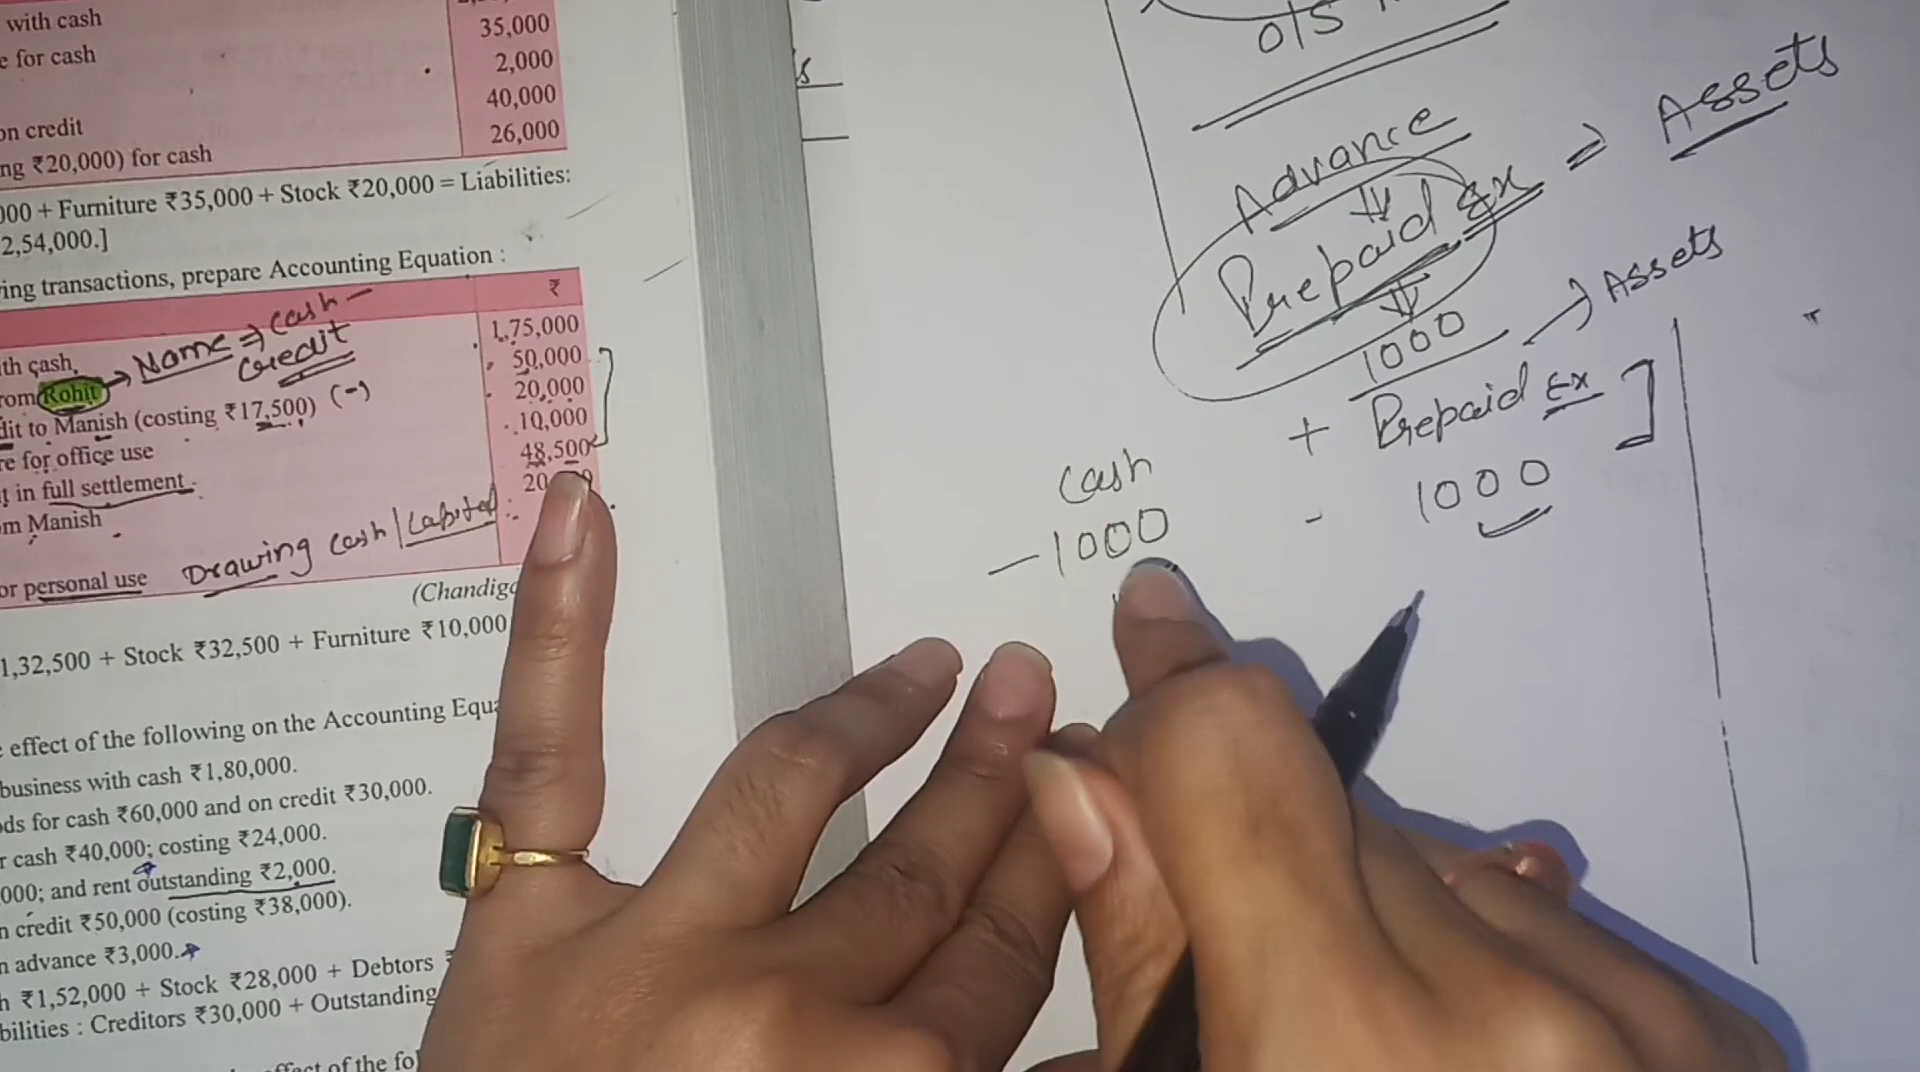 with cash
35,000
e for cash
2,000
40,000
on credit
26,000
ng ₹20,000) for cash
000 + Furniture ₹35,000 + Stock ₹20,000 = Liabilities:
2,54,000.]
ing transactions, prepare Accounting Equation :
₹
th cash,
1,75,000
Name ⇒ Cash
Credit
50,000
rom Rohit
20,000
dit to Manish (costing ₹17,500) (-)
10,000
re for office use
48,500
t in full settlement
20
m Manish
or personal use Drawing cash | Capital
(Chandig
1,32,500 + Stock ₹32,500 + Furniture ₹10,000
effect of the following on the Accounting Equa
business with cash ₹1,80,000.
ds for cash ₹60,000 and on credit ₹30,000.
r cash ₹40,000; costing ₹24,000.
000; and rent outstanding ₹2,000.
n credit ₹50,000 (costing ₹38,000).
n advance ₹3,000.
h ₹1,52,000 + Stock ₹28,000 + Debtors
bilities : Creditors ₹30,000 + Outstanding
effect of the fol
O/S
Advance
⇓
Prepaid Ex ⇒ Assets
⇓
1000 → Assets
Cash + Prepaid Ex
-1000 - 1000